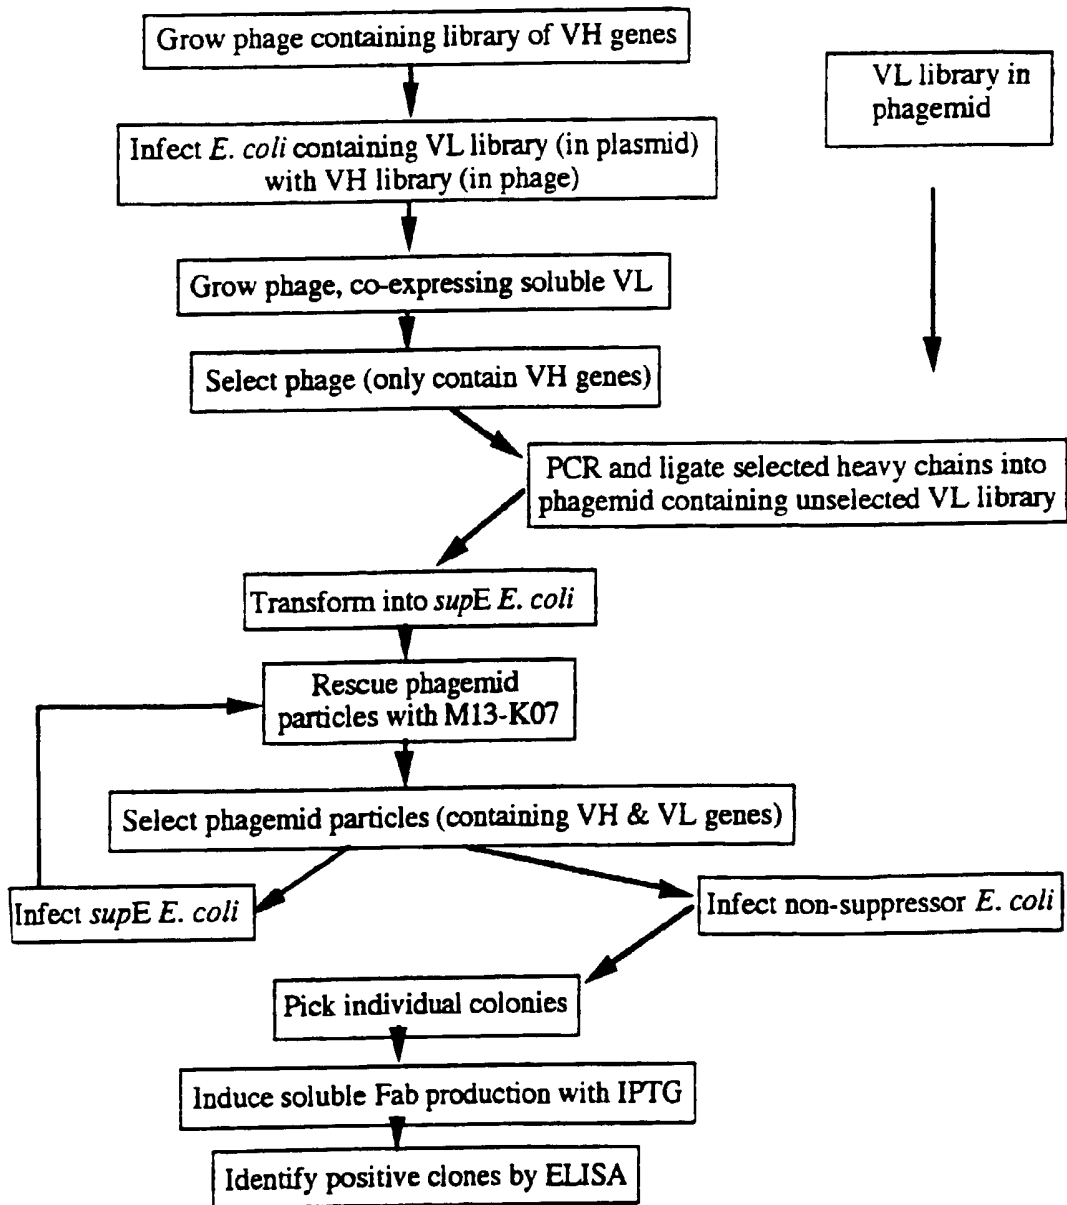 Grow phage containing library of VH genes
VL library in
phagemid
Infect E. coli containing VL library (in plasmid)
with VH library (in phage)
Grow phage, co-expressing soluble VL
Select phage (only contain VH genes)
PCR and ligate selected heavy chains into
phagemid containing unselected VL library
Transform into supE E. coli
Rescue phagemid
particles with M13-K07
Select phagemid particles (containing VH & VL genes)
Infect supE E. coli
Infect non-suppressor E. coli
Pick individual colonies
Induce soluble Fab production with IPTG
Identify positive clones by ELISA